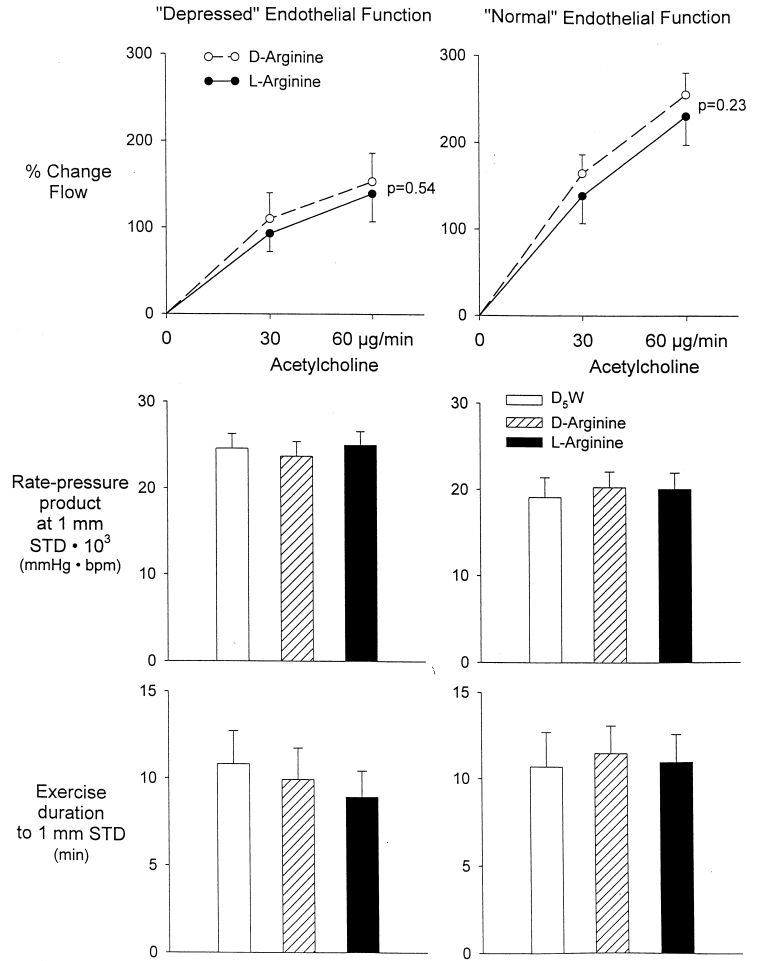 "Depressed" Endothelial Function
"Normal" Endothelial Function
D-Arginine
L-Arginine
% Change
Flow
300
200
100
0
p=0.54
0
30
60 µg/min
Acetylcholine
300
200
100
0
p=0.23
0
30
60 µg/min
Acetylcholine
Rate-pressure
product
at 1 mm
STD • 10³
(mmHg • bpm)
30
20
10
0
D₅W
D-Arginine
L-Arginine
30
20
10
0
Exercise
duration
to 1 mm STD
(min)
15
10
5
0
15
10
5
0